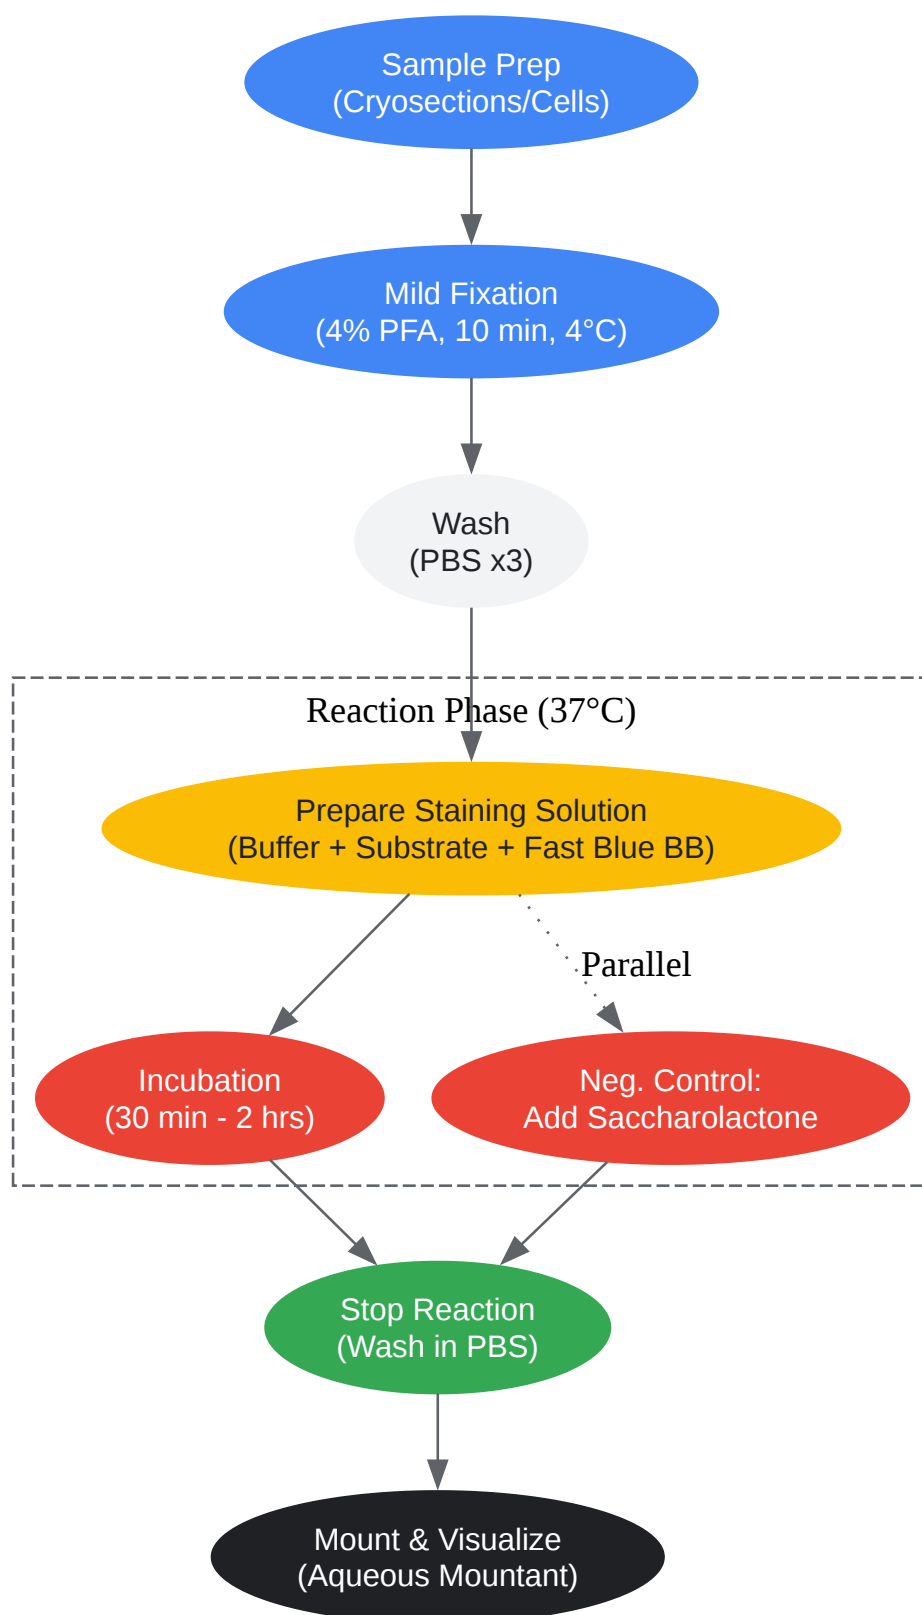 Sample Prep
(Cryosections/Cells)
Mild Fixation
(4% PFA, 10 min, 4°C)
Wash
(PBS x3)
Reaction Phase (37°C)
Prepare Staining Solution
(Buffer + Substrate + Fast Blue BB)
Parallel
Incubation
(30 min - 2 hrs)
Neg. Control:
Add Saccharolactone
Stop Reaction
(Wash in PBS)
Mount & Visualize
(Aqueous Mountant)